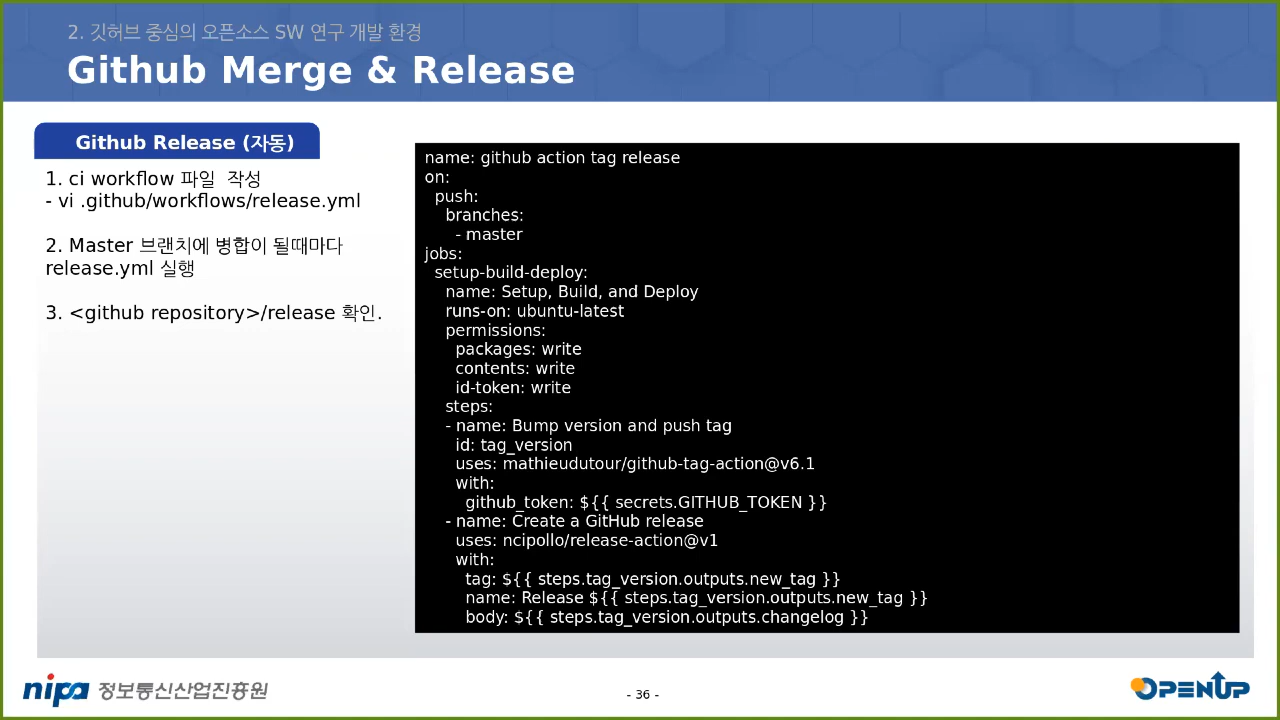 2. 깃허브 중심의 오픈소스 SW 연구 개발 환경
Github Merge & Release
Github Release (자동)
1. ci workflow 파일  작성
- vi .github/workflows/release.yml
2. Master 브랜치에 병합이 될때마다
release.yml 실행
3. <github repository>/release 확인.
name: github action tag release
on:
  push:
    branches:
      - master
jobs:
  setup-build-deploy:
    name: Setup, Build, and Deploy
    runs-on: ubuntu-latest
    permissions:
      packages: write
      contents: write
      id-token: write
    steps:
    - name: Bump version and push tag
      id: tag_version
      uses: mathieudutour/github-tag-action@v6.1
      with:
        github_token: ${{ secrets.GITHUB_TOKEN }}
    - name: Create a GitHub release
      uses: ncipollo/release-action@v1
      with:
        tag: ${{ steps.tag_version.outputs.new_tag }}
        name: Release ${{ steps.tag_version.outputs.new_tag }}
        body: ${{ steps.tag_version.outputs.changelog }}
nipa 정보통신산업진흥원
- 36 -
OPENUP